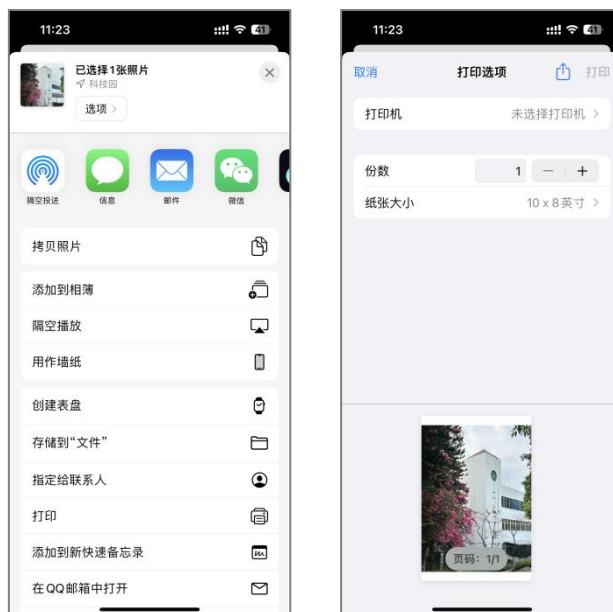 11:23
41
已选择1张照片
科技园
选项
隔空投送
信息
邮件
微信
拷贝照片
添加到相簿
隔空播放
用作墙纸
创建表盘
存储到“文件”
指定给联系人
打印
添加到新快速备忘录
在QQ邮箱中打开
11:23
41
取消
打印选项
打印
打印机
未选择打印机
份数
1
纸张大小
10 x 8 英寸
页码：1/1